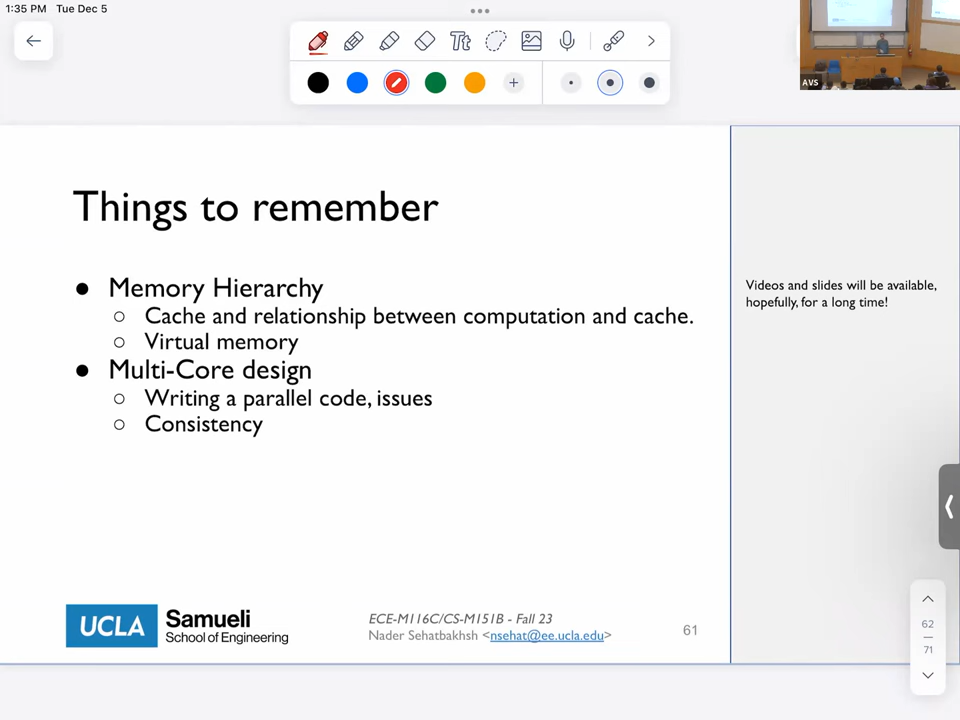 1:35 PM Tue Dec 5
Tt
AVS
Things to remember
● Memory Hierarchy
○ Cache and relationship between computation and cache.
○ Virtual memory
● Multi-Core design
○ Writing a parallel code, issues
○ Consistency
Videos and slides will be available,
hopefully, for a long time!
UCLA Samueli
School of Engineering
ECE-M116C/CS-M151B - Fall 23
Nader Sehatbakhsh <nsehat@ee.ucla.edu>
61
62
71